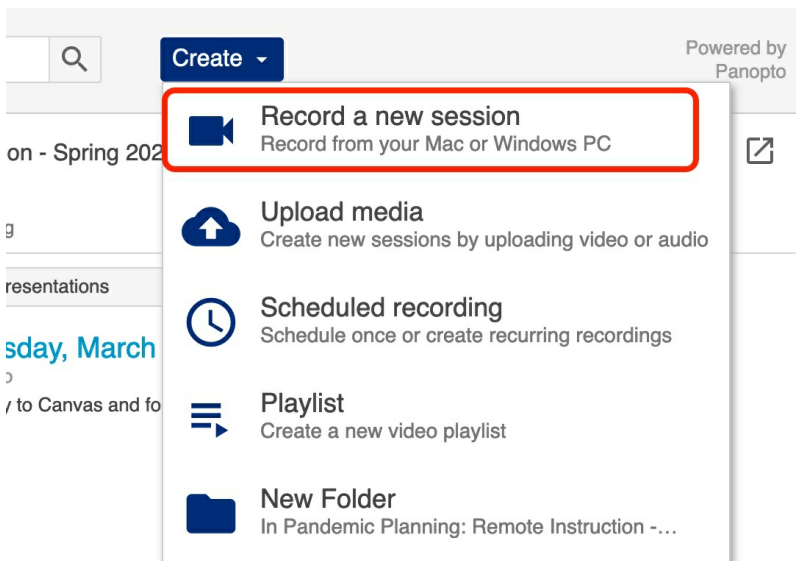 Create
Powered by
Panopto
Record a new session
Record from your Mac or Windows PC
on - Spring 202
g
Upload media
Create new sessions by uploading video or audio
resentations
Scheduled recording
Schedule once or create recurring recordings
sday, March
y to Canvas and fo
Playlist
Create a new video playlist
New Folder
In Pandemic Planning: Remote Instruction -...